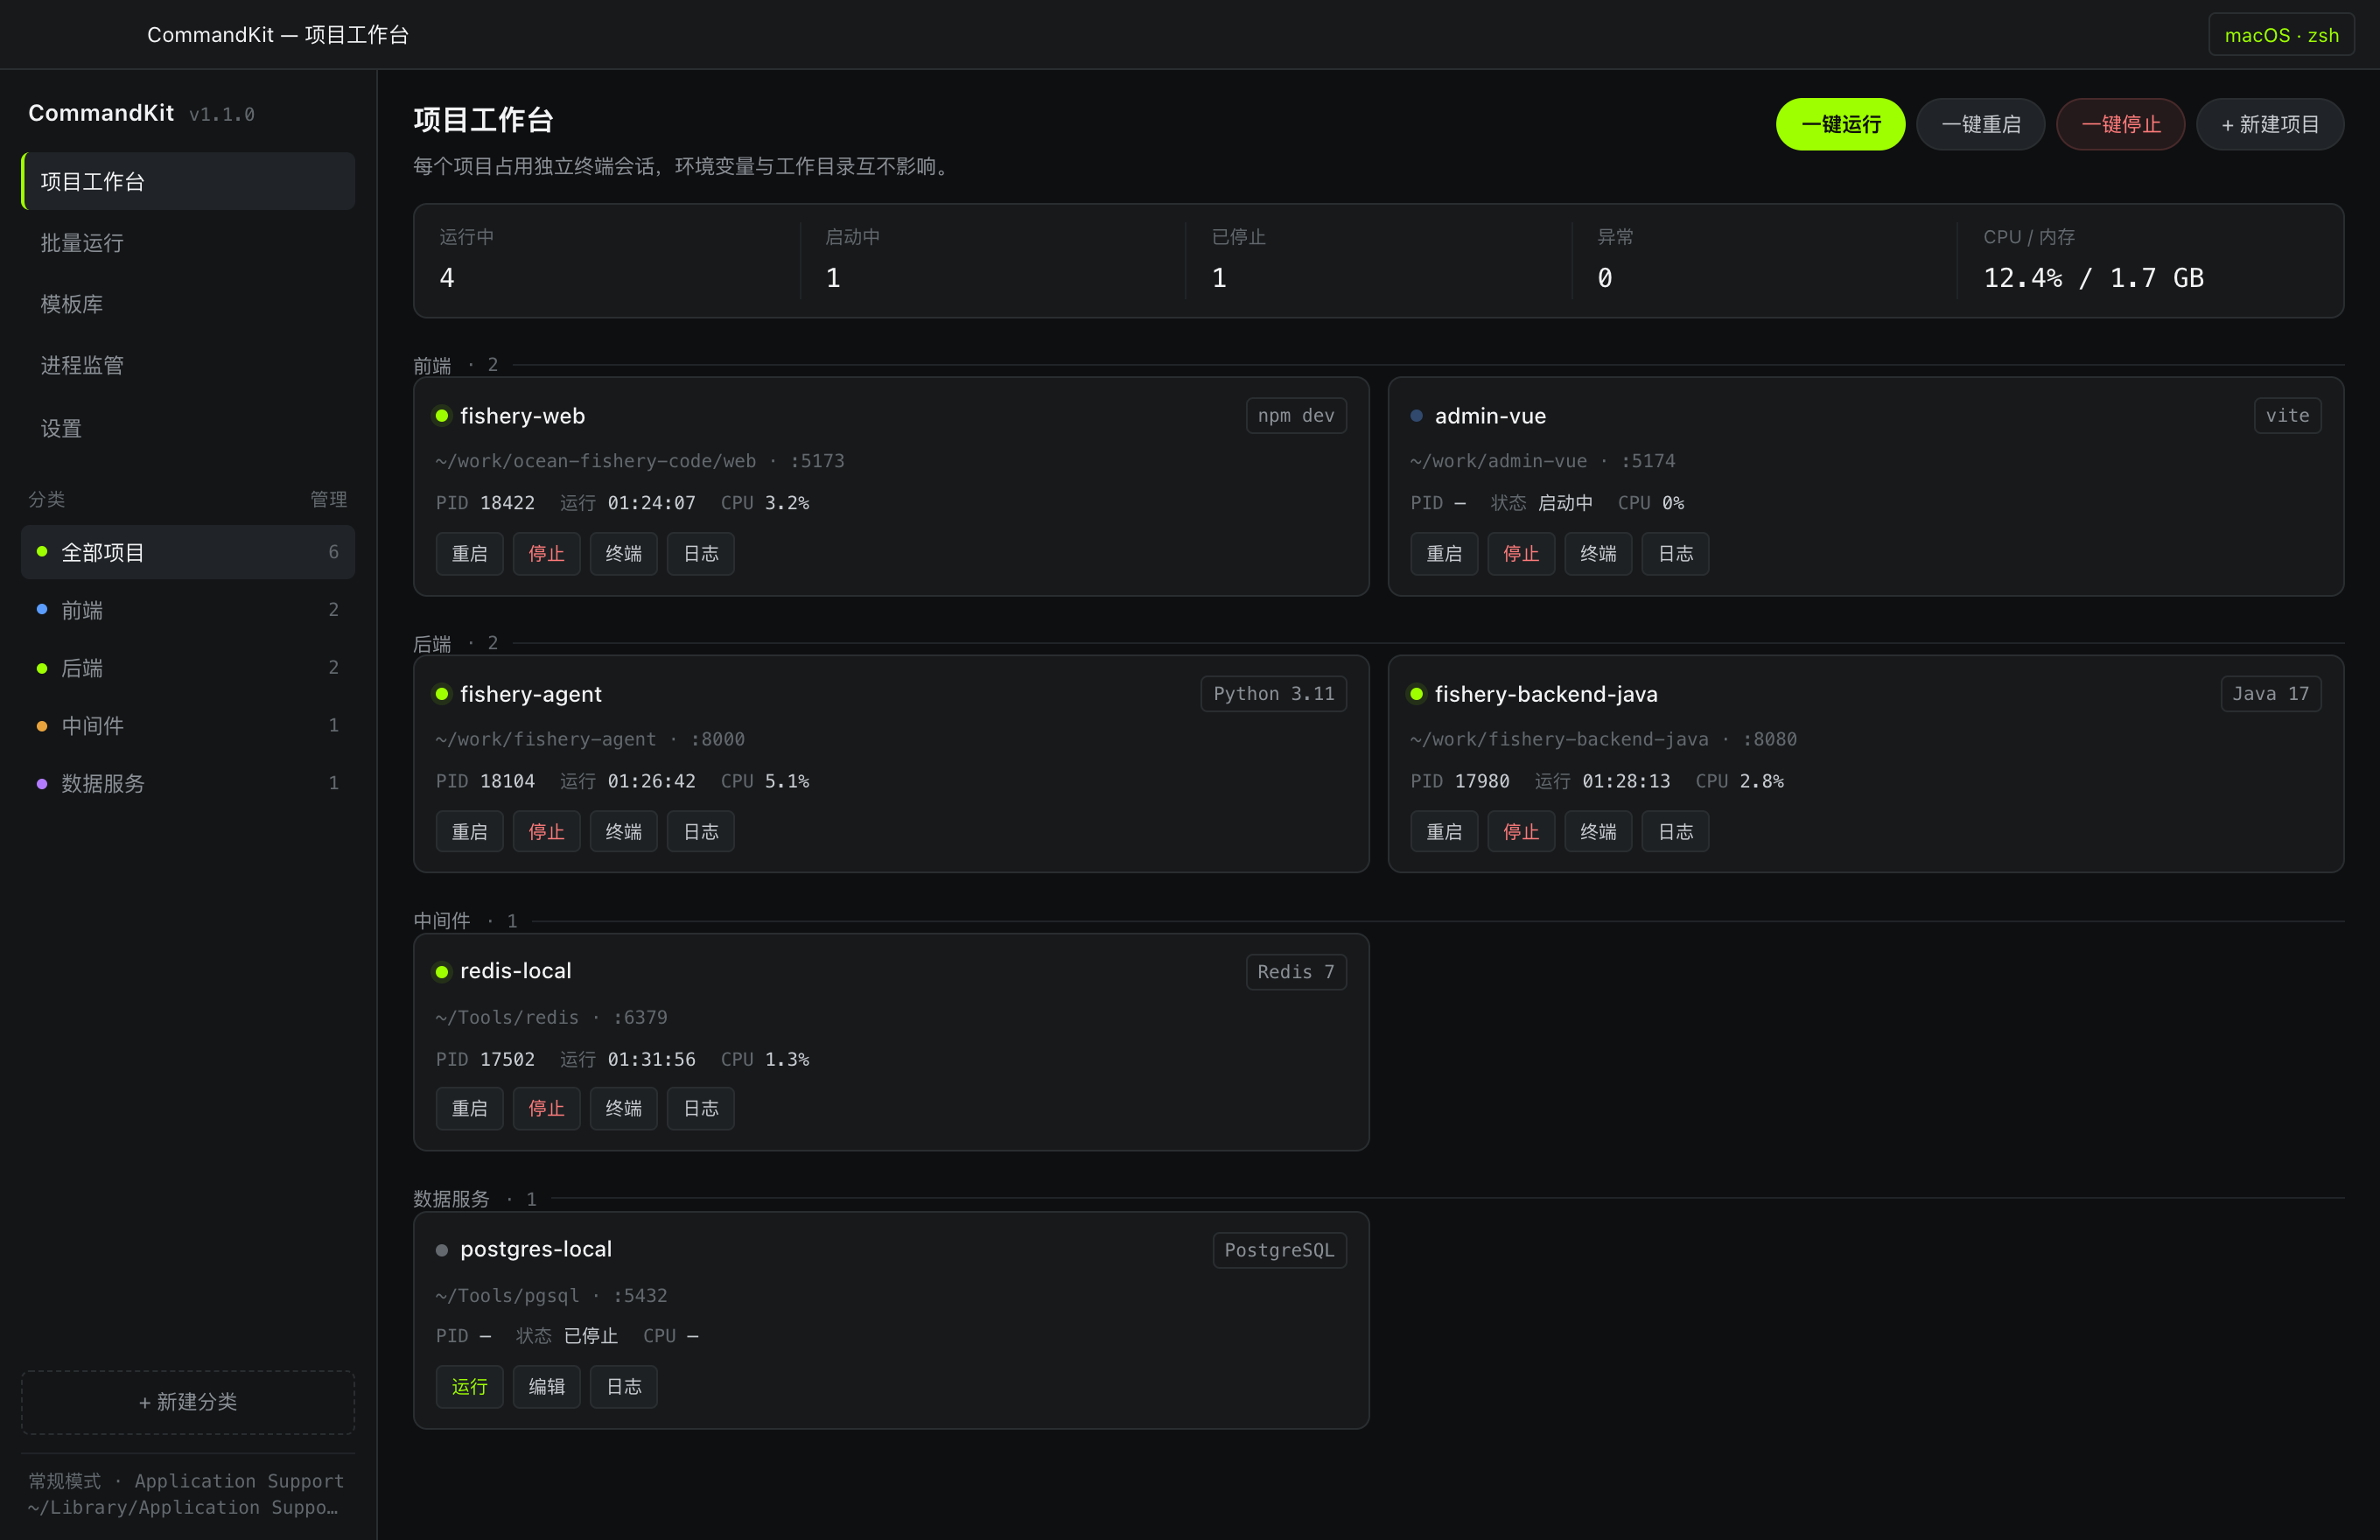 CommandKit — 项目工作台
macOS · zsh
CommandKit v1.1.0
项目工作台
批量运行
模板库
进程监管
设置
分类 管理
全部项目 6
前端 2
后端 2
中间件 1
数据服务 1
+ 新建分类
常规模式 · Application Support
~/Library/Application Suppo…
项目工作台
每个项目占用独立终端会话，环境变量与工作目录互不影响。
一键运行 一键重启 一键停止 + 新建项目
运行中 启动中 已停止 异常 CPU / 内存
4 1 1 0 12.4% / 1.7 GB
前端 · 2
fishery-web npm dev
~/work/ocean-fishery-code/web · :5173
PID 18422 运行 01:24:07 CPU 3.2%
重启 停止 终端 日志
admin-vue vite
~/work/admin-vue · :5174
PID — 状态 启动中 CPU 0%
重启 停止 终端 日志
后端 · 2
fishery-agent Python 3.11
~/work/fishery-agent · :8000
PID 18104 运行 01:26:42 CPU 5.1%
重启 停止 终端 日志
fishery-backend-java Java 17
~/work/fishery-backend-java · :8080
PID 17980 运行 01:28:13 CPU 2.8%
重启 停止 终端 日志
中间件 · 1
redis-local Redis 7
~/Tools/redis · :6379
PID 17502 运行 01:31:56 CPU 1.3%
重启 停止 终端 日志
数据服务 · 1
postgres-local PostgreSQL
~/Tools/pgsql · :5432
PID — 状态 已停止 CPU —
运行 编辑 日志